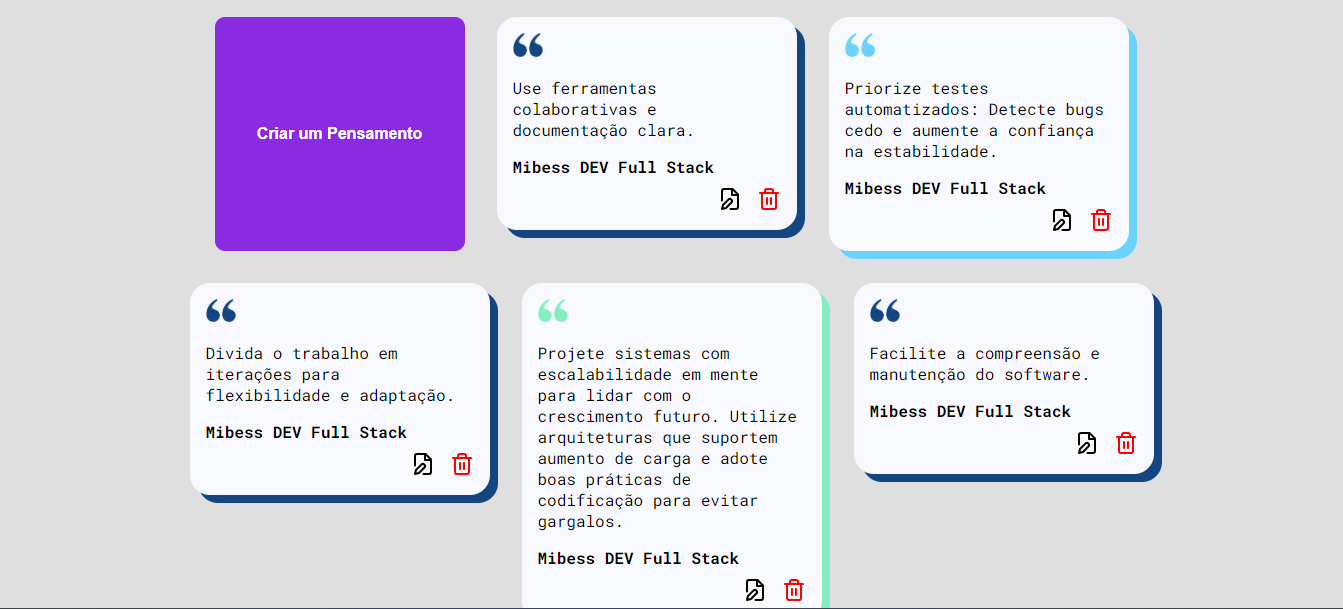 Criar um Pensamento
Use ferramentas
colaborativas e
documentação clara.
Mibess DEV Full Stack
Priorize testes
automatizados: Detecte bugs
cedo e aumente a confiança
na estabilidade.
Mibess DEV Full Stack
Divida o trabalho em
iterações para
flexibilidade e adaptação.
Mibess DEV Full Stack
Projete sistemas com
escalabilidade em mente
para lidar com o
crescimento futuro. Utilize
arquiteturas que suportem
aumento de carga e adote
boas práticas de
codificação para evitar
gargalos.
Mibess DEV Full Stack
Facilite a compreensão e
manutenção do software.
Mibess DEV Full Stack